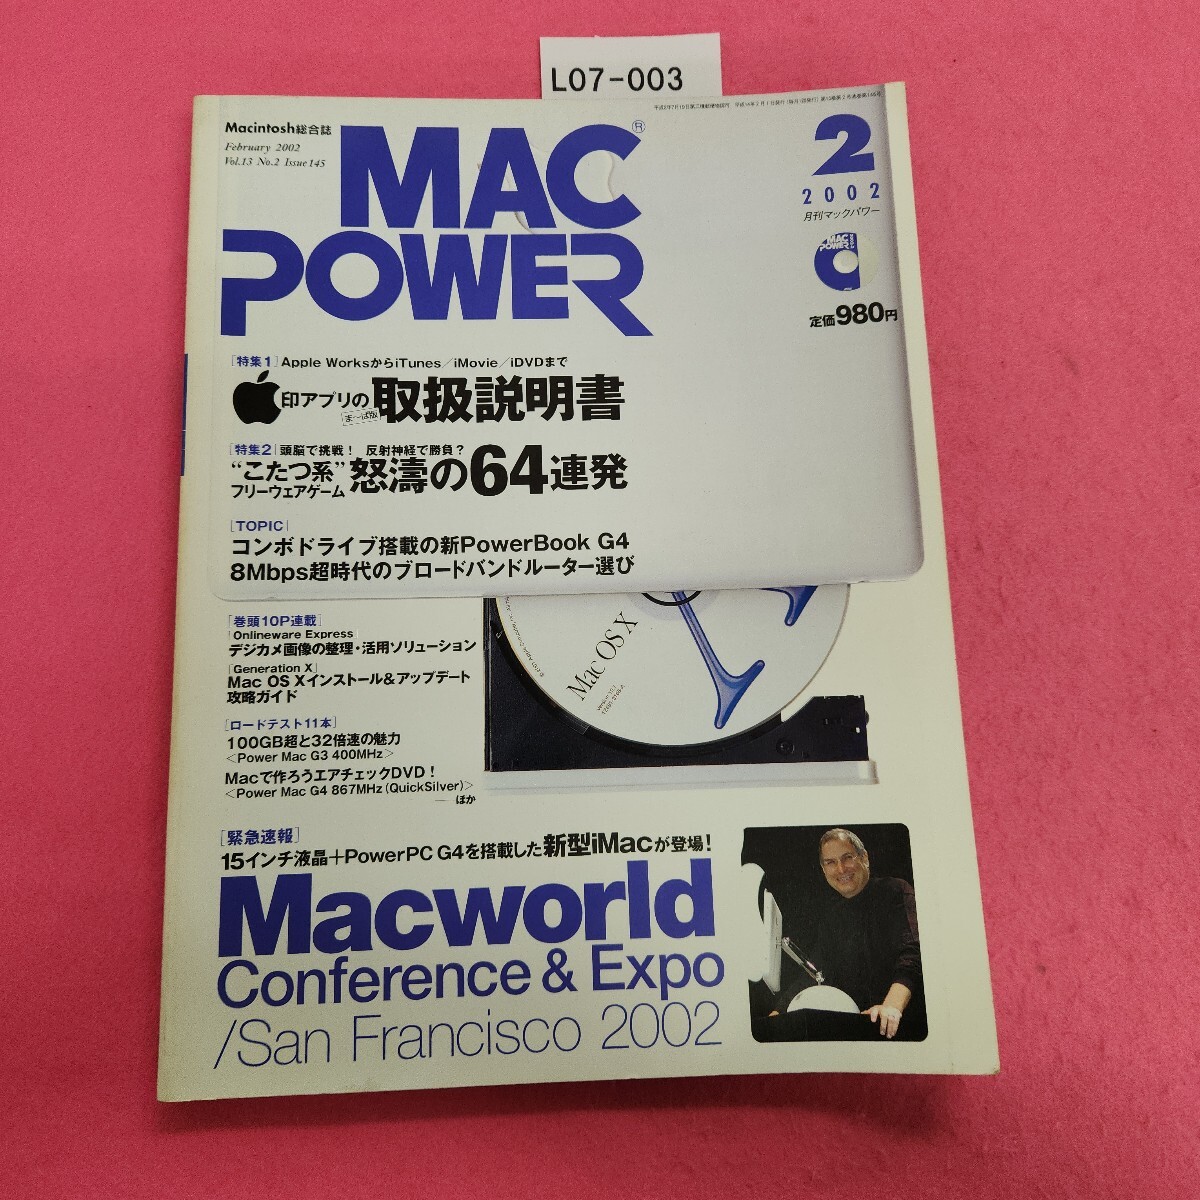 L07-003
Macintosh総合誌
February 2002
Vol.13 No.2 Issue 145
MAC
POWER
®
2
2002
月刊マックパワー
MAC
POWER
定価980円
[特集1] Apple WorksからiTunes/iMovie/iDVDまで
印アプリの
ま〜ぱ版
取扱説明書
[特集2] 頭脳で挑戦! 反射神経で勝負?
"こたつ系"
フリーウェアゲーム
怒濤の64連発
[TOPIC]
コンボドライブ搭載の新PowerBook G4
8Mbps超時代のブロードバンドルーター選び
[巻頭10P連載]
[Onlineware Express]
デジカメ画像の整理・活用ソリューション
[Generation X]
Mac OS Xインストール&アップデート
攻略ガイド
[ロードテスト11本]
100GB超と32倍速の魅力
<Power Mac G3 400MHz>
Macで作ろうエアチェックDVD!
<Power Mac G4 867MHz (QuickSilver)>
── ほか
Mac OS X
[緊急速報]
15インチ液晶+PowerPC G4を搭載した新型iMacが登場!
Macworld
Conference & Expo
/San Francisco 2002